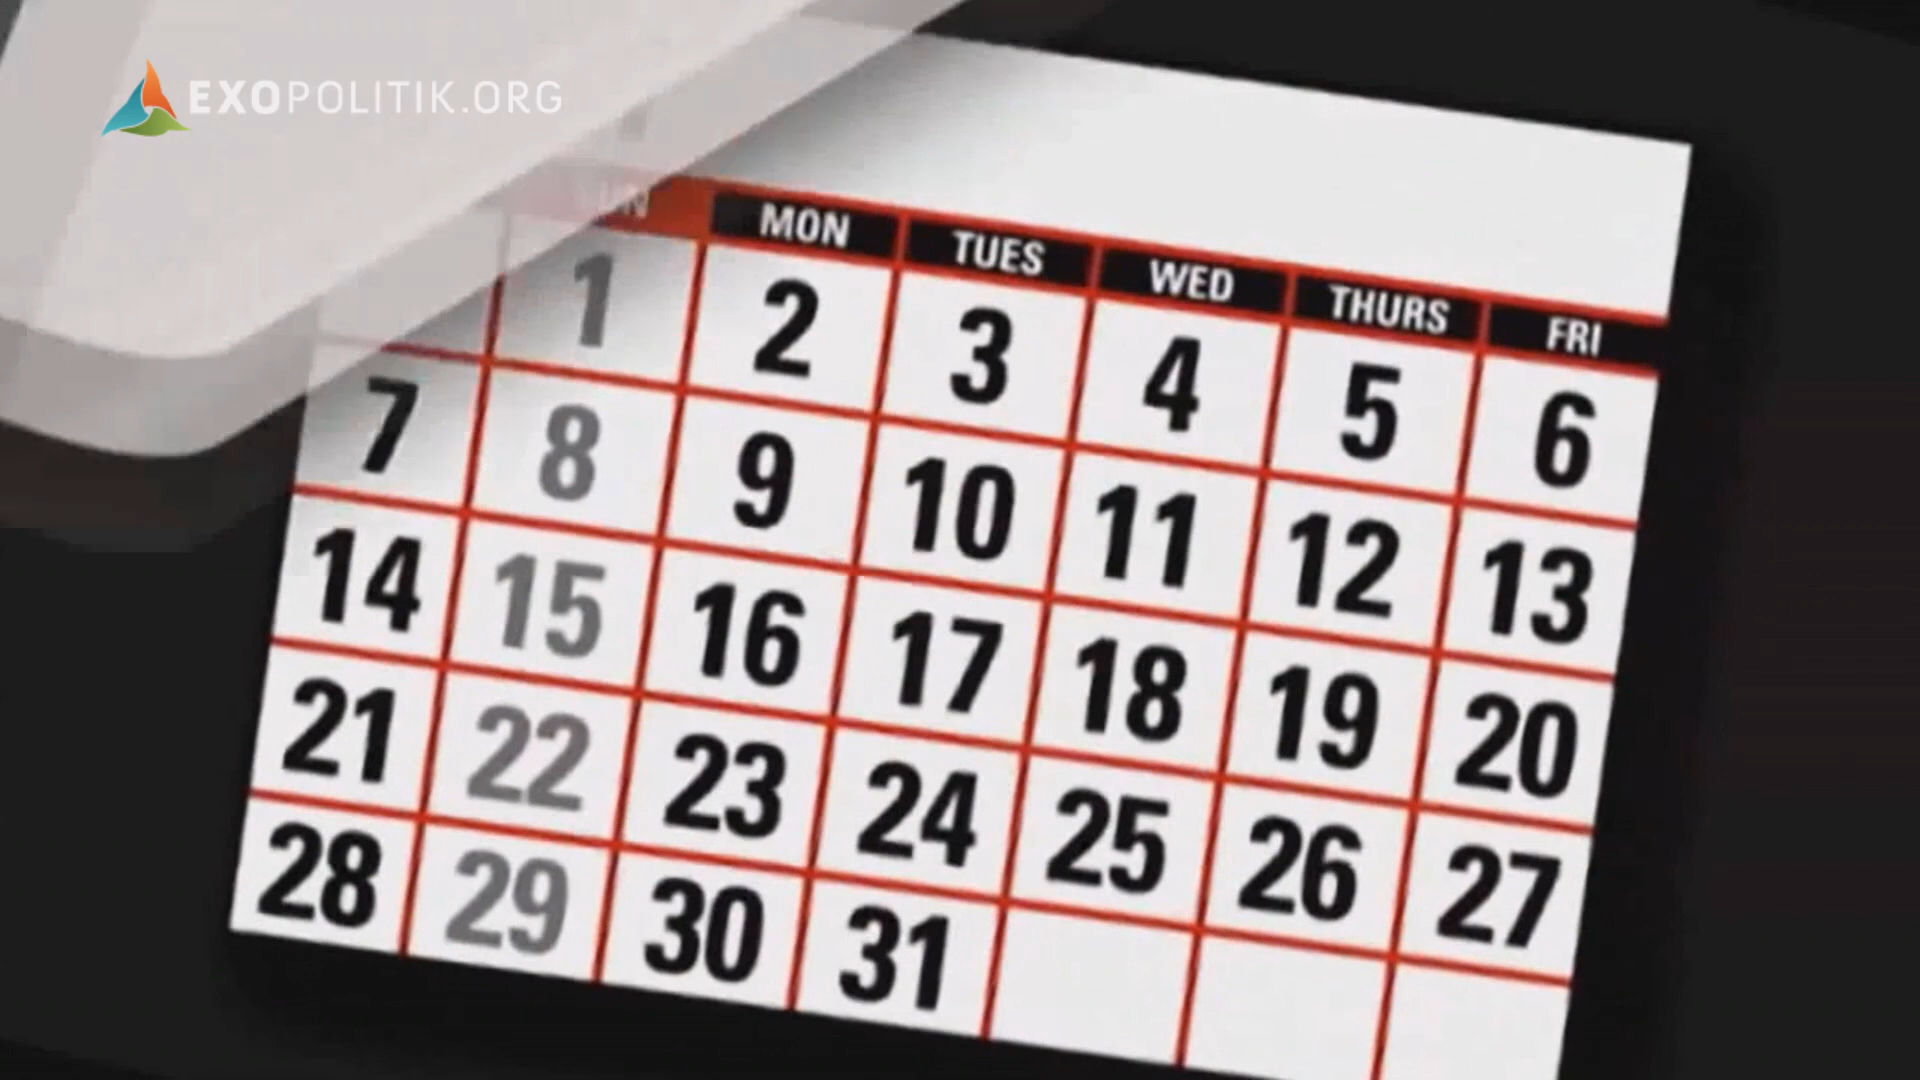 EXOPOLITIK.ORG
MON TUES WED THURS FRI
1 2 3 4 5 6
7 8 9 10 11 12 13
14 15 16 17 18 19 20
21 22 23 24 25 26 27
28 29 30 31